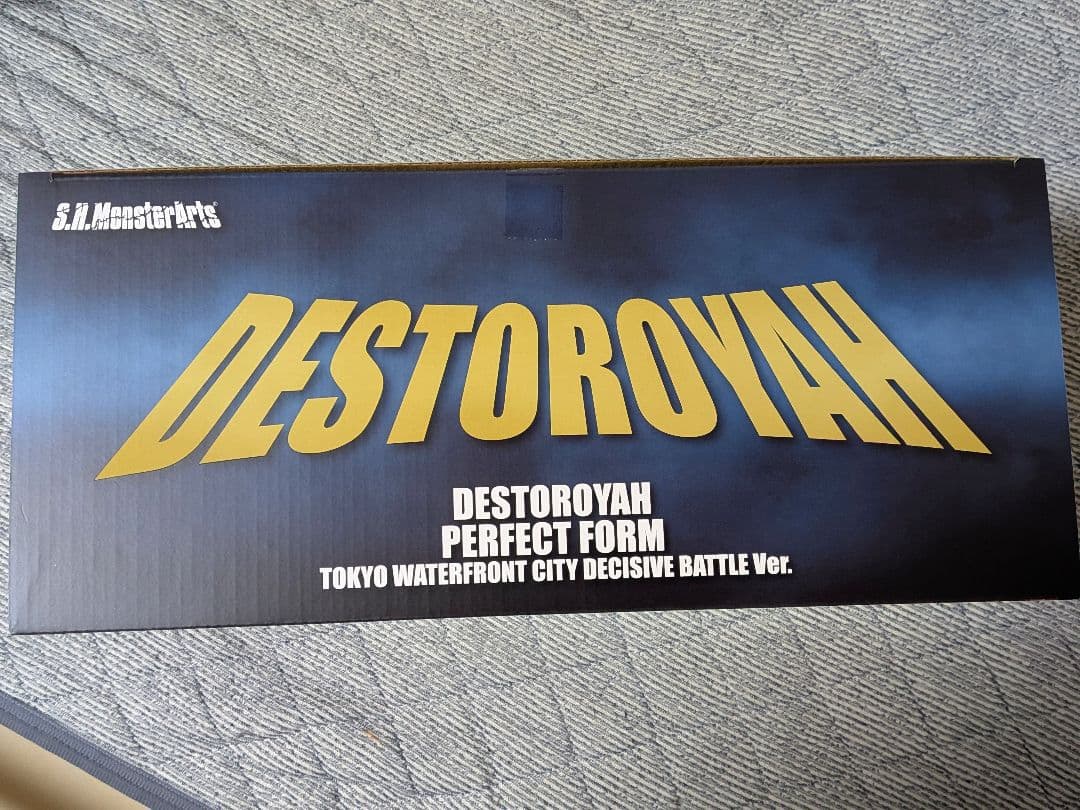 S.H.MonsterArts
DESTOROYAH
DESTOROYAH
PERFECT FORM
TOKYO WATERFRONT CITY DECISIVE BATTLE Ver.